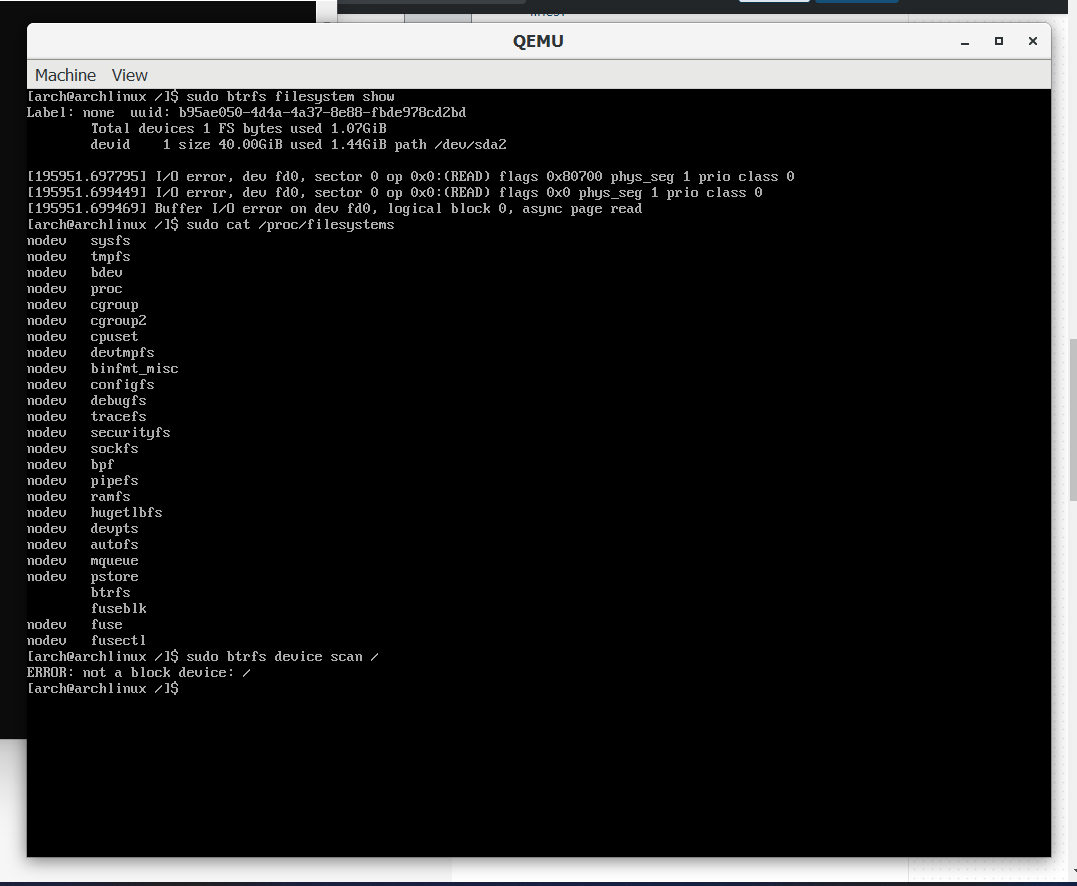 QEMU
Machine View
[arch@archlinux /]$ sudo btrfs filesystem show
Label: none  uuid: b95ae050-4d4a-4a37-8e88-fbde978cd2bd
        Total devices 1 FS bytes used 1.07GiB
        devid    1 size 40.00GiB used 1.44GiB path /dev/sda2
[195951.697795] I/O error, dev fd0, sector 0 op 0x0:(READ) flags 0x80700 phys_seg 1 prio class 0
[195951.699449] I/O error, dev fd0, sector 0 op 0x0:(READ) flags 0x0 phys_seg 1 prio class 0
[195951.699469] Buffer I/O error on dev fd0, logical block 0, async page read
[arch@archlinux /]$ sudo cat /proc/filesystems
nodev   sysfs
nodev   tmpfs
nodev   bdev
nodev   proc
nodev   cgroup
nodev   cgroup2
nodev   cpuset
nodev   devtmpfs
nodev   binfmt_misc
nodev   configfs
nodev   debugfs
nodev   tracefs
nodev   securityfs
nodev   sockfs
nodev   bpf
nodev   pipefs
nodev   ramfs
nodev   hugetlbfs
nodev   devpts
nodev   autofs
nodev   mqueue
nodev   pstore
        btrfs
        fuseblk
nodev   fuse
nodev   fusectl
[arch@archlinux /]$ sudo btrfs device scan /
ERROR: not a block device: /
[arch@archlinux /]$